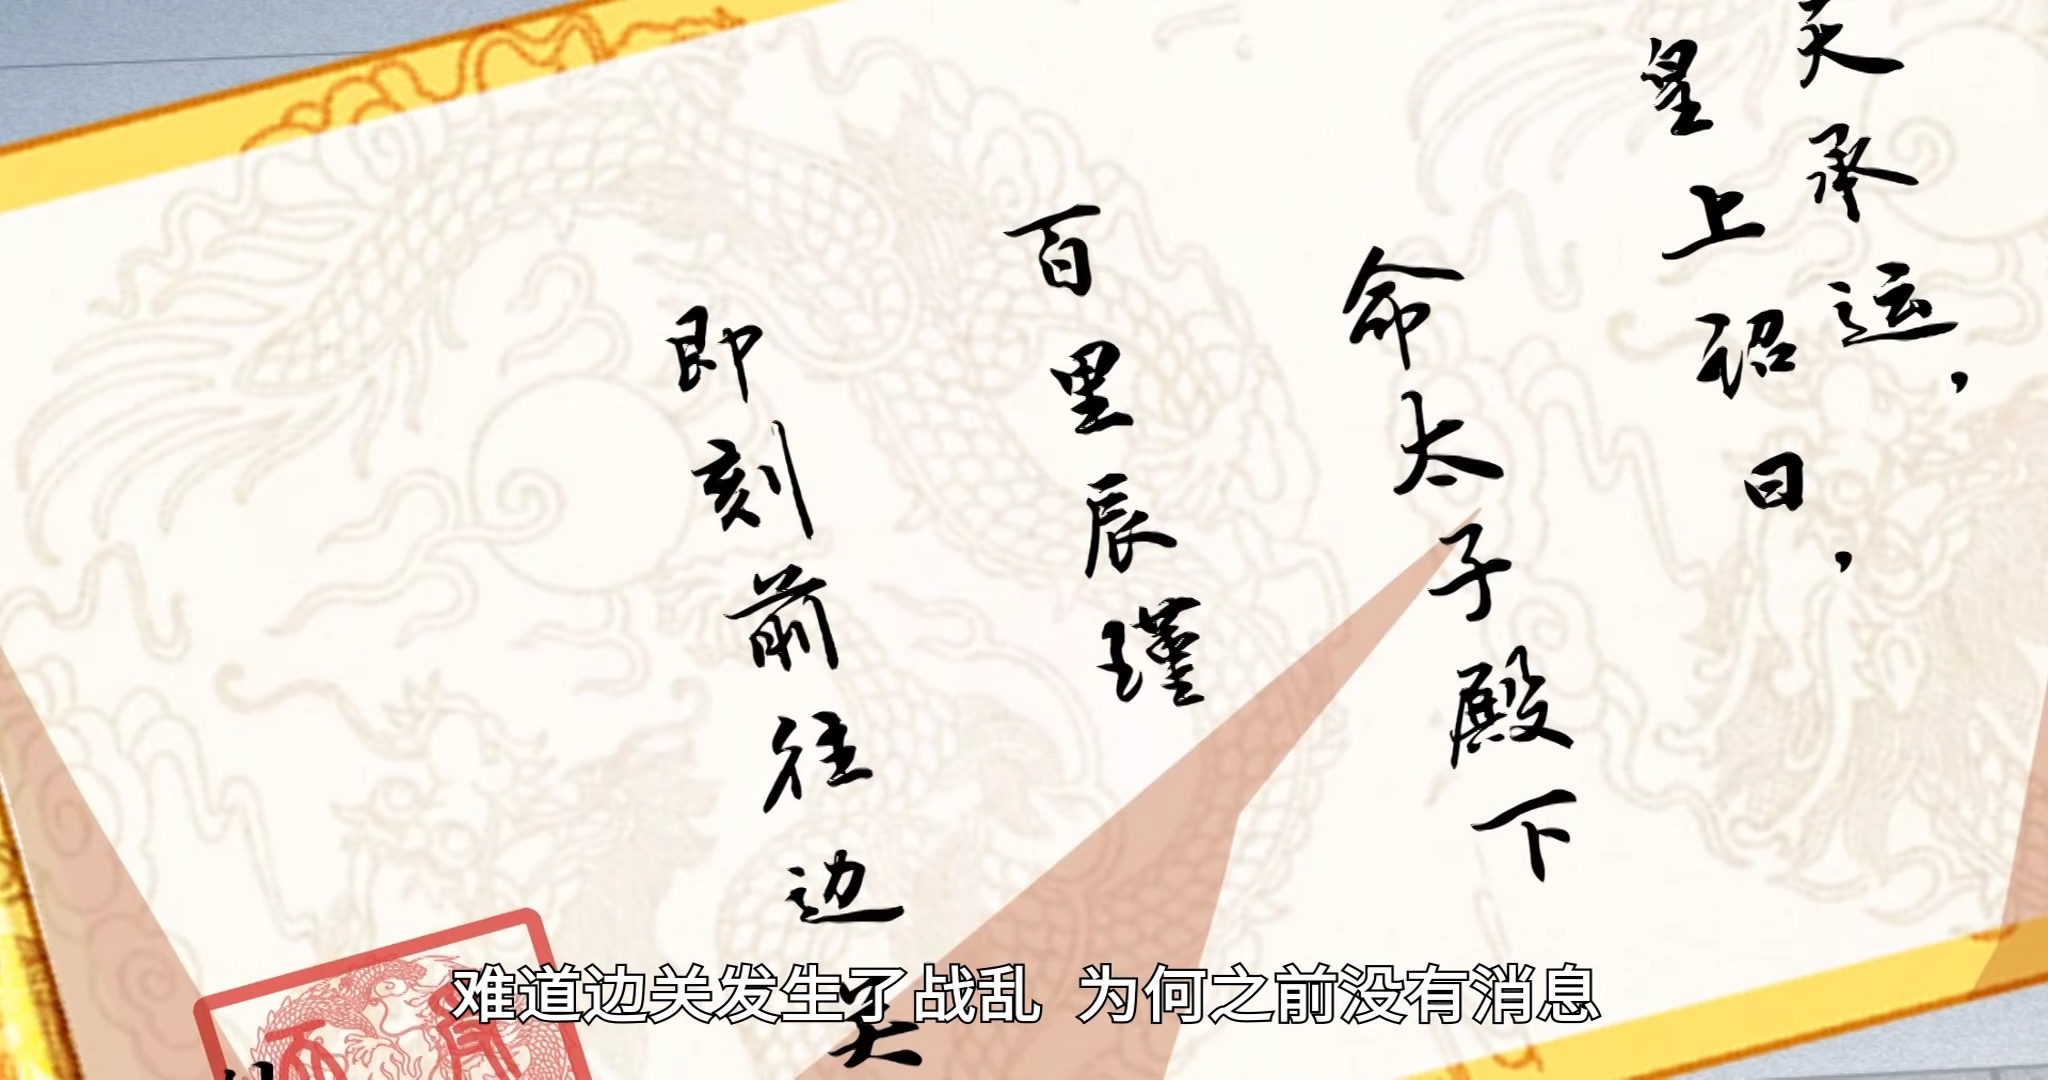 天承运，
皇上诏曰，
命太子殿下
百里辰瑾
即刻前往边关
难道边关发生了战乱 为何之前没有消息